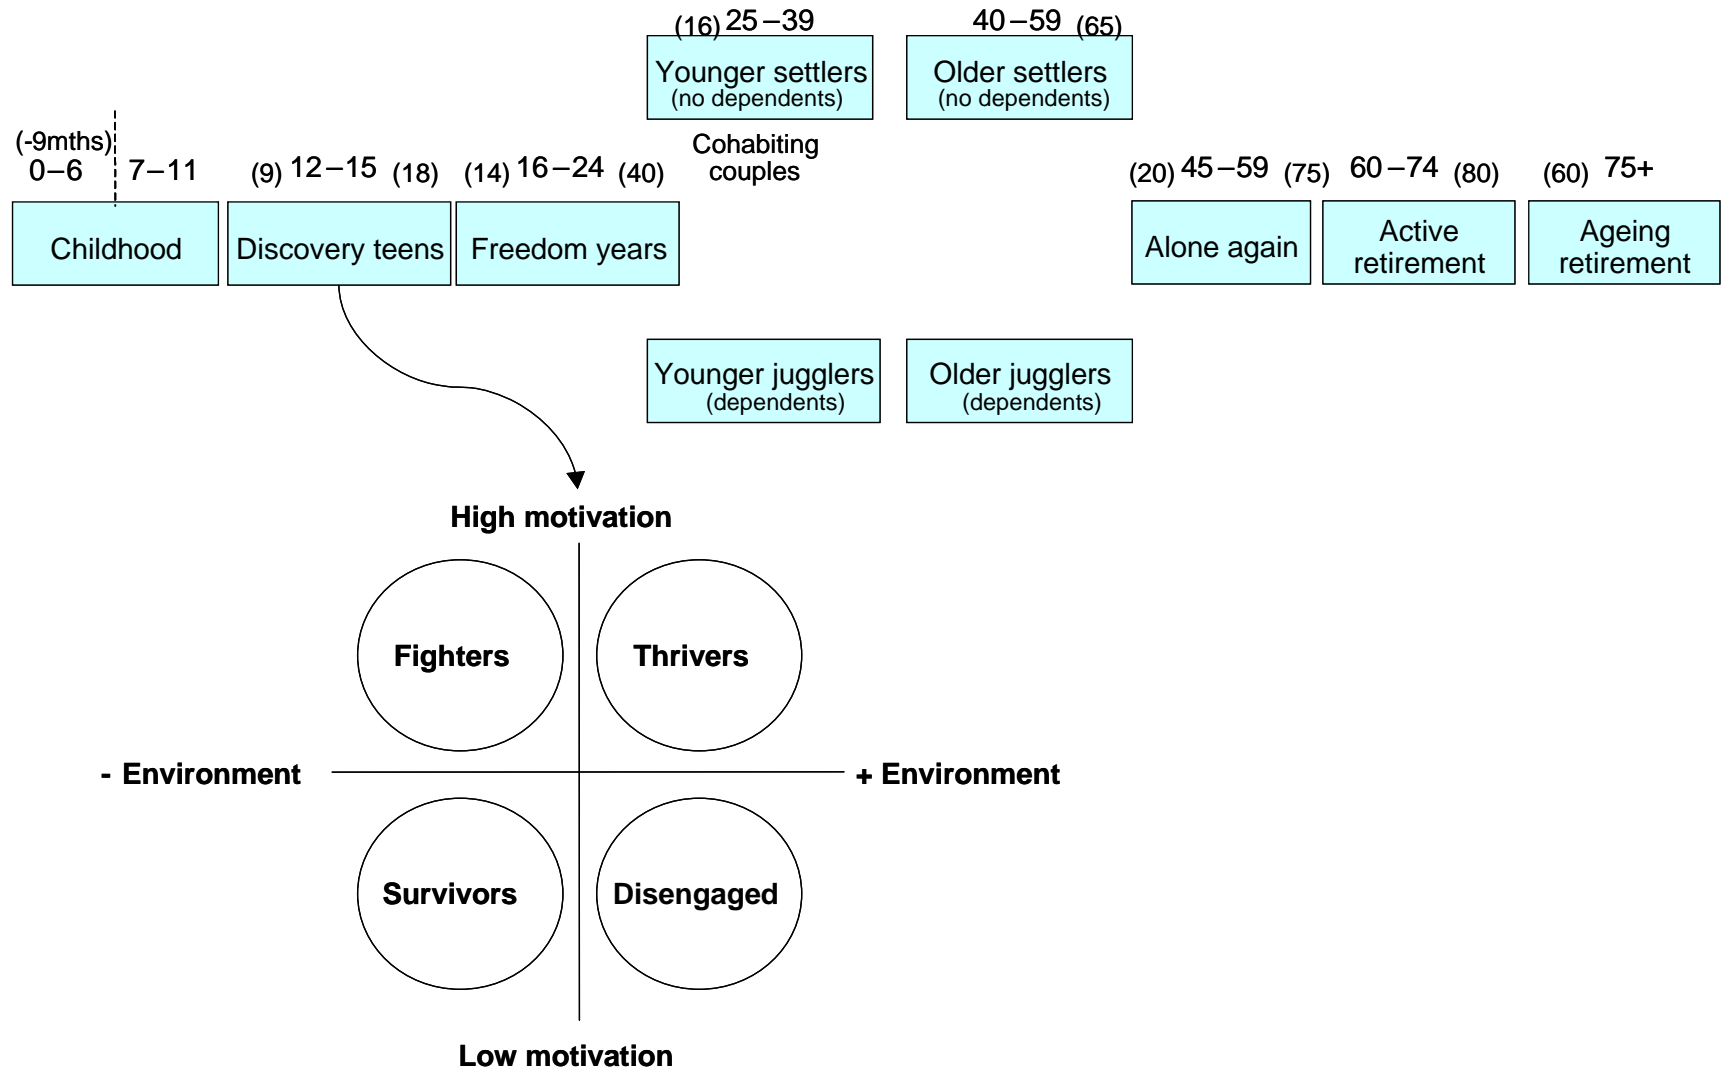 (16) 25–39
40–59 (65)
Younger settlers
(no dependents)
Older settlers
(no dependents)
Cohabiting
couples
(-9mths)
0–6
7–11
(9) 12–15 (18)
(14) 16–24 (40)
(20) 45–59 (75)
60–74 (80)
(60) 75+
Childhood
Discovery teens
Freedom years
Alone again
Active
retirement
Ageing
retirement
Younger jugglers
(dependents)
Older jugglers
(dependents)
High motivation
Fighters
Thrivers
- Environment
+ Environment
Survivors
Disengaged
Low motivation